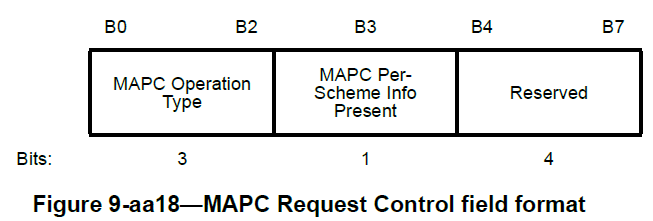 B0 B2 B3 B4 B7
MAPC Operation
Type
MAPC Per-
Scheme Info
Present
Reserved
Bits: 3 1 4
Figure 9-aa18—MAPC Request Control field format